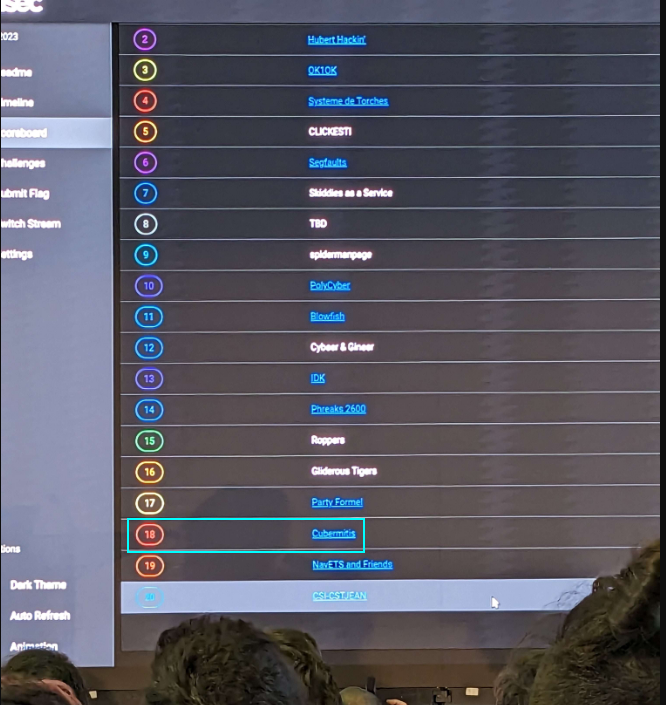 sec
2023
eadme
imeline
coreboard
hallenges
ubmit Flag
witch Stream
ettings
tions
Dark Theme
Auto Refresh
Animation
2 Hubert Hackin'
3 OK1OK
4 Systeme de Torches
5 CLICKESTI
6 Segfaults
7 Skiddies as a Service
8 TBD
9 spidermanpage
10 PolyCyber
11 Blowfish
12 Cybeer & Gineer
13 IDK
14 Phreaks 2600
15 Roppers
16 Gliderous Tigers
17 Party Formel
18 Cubermitis
19 NavETS and Friends
CSI-CSTJEAN